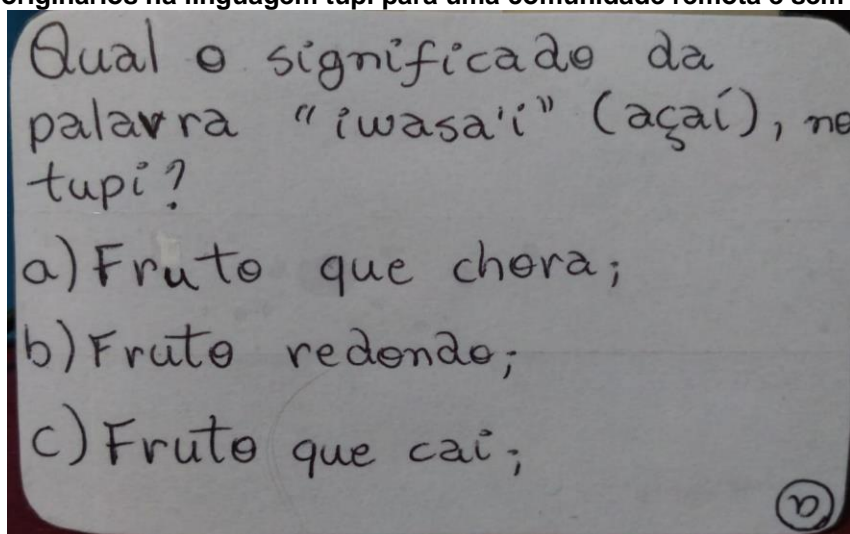 originários na linguagem tupi para uma comunidade remota e sem
Qual o significado da
palavra "iwasa'i" (açaí), no
tupi?
a) Fruto que chora;
b) Fruto redondo;
c) Fruto que cai;